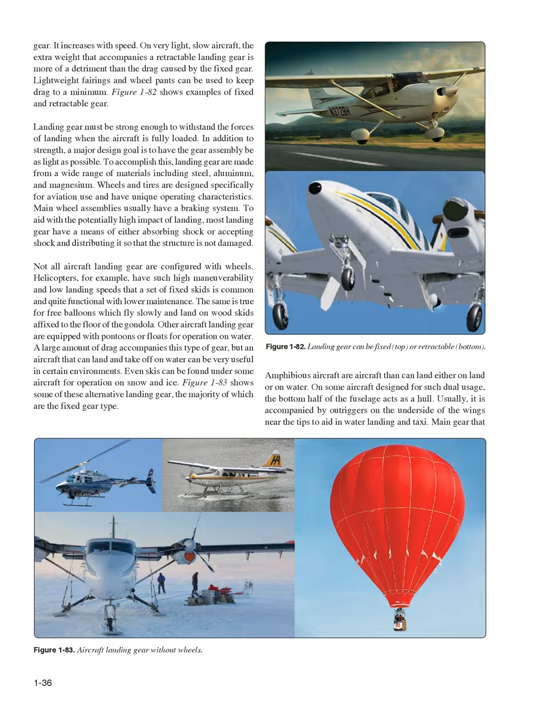 gear. It increases with speed. On very light, slow aircraft, the
extra weight that accompanies a retractable landing gear is
more of a detriment than the drag caused by the fixed gear.
Lightweight fairings and wheel pants can be used to keep
drag to a minimum. Figure 1-82 shows examples of fixed
and retractable gear.
Landing gear must be strong enough to withstand the forces
of landing when the aircraft is fully loaded. In addition to
strength, a major design goal is to have the gear assembly be
as light as possible. To accomplish this, landing gear are made
from a wide range of materials including steel, aluminum,
and magnesium. Wheels and tires are designed specifically
for aviation use and have unique operating characteristics.
Main wheel assemblies usually have a braking system. To
aid with the potentially high impact of landing, most landing
gear have a means of either absorbing shock or accepting
shock and distributing it so that the structure is not damaged.
Not all aircraft landing gear are configured with wheels.
Helicopters, for example, have such high maneuverability
and low landing speeds that a set of fixed skids is common
and quite functional with lower maintenance. The same is true
for free balloons which fly slowly and land on wood skids
affixed to the floor of the gondola. Other aircraft landing gear
are equipped with pontoons or floats for operation on water.
A large amount of drag accompanies this type of gear, but an
aircraft that can land and take off on water can be very useful
in certain environments. Even skis can be found under some
aircraft for operation on snow and ice. Figure 1-83 shows
some of these alternative landing gear, the majority of which
are the fixed gear type.
Figure 1-82. Landing gear can be fixed (top) or retractable (bottom).
Amphibious aircraft are aircraft than can land either on land
or on water. On some aircraft designed for such dual usage,
the bottom half of the fuselage acts as a hull. Usually, it is
accompanied by outriggers on the underside of the wings
near the tips to aid in water landing and taxi. Main gear that
Figure 1-83. Aircraft landing gear without wheels.
1-36